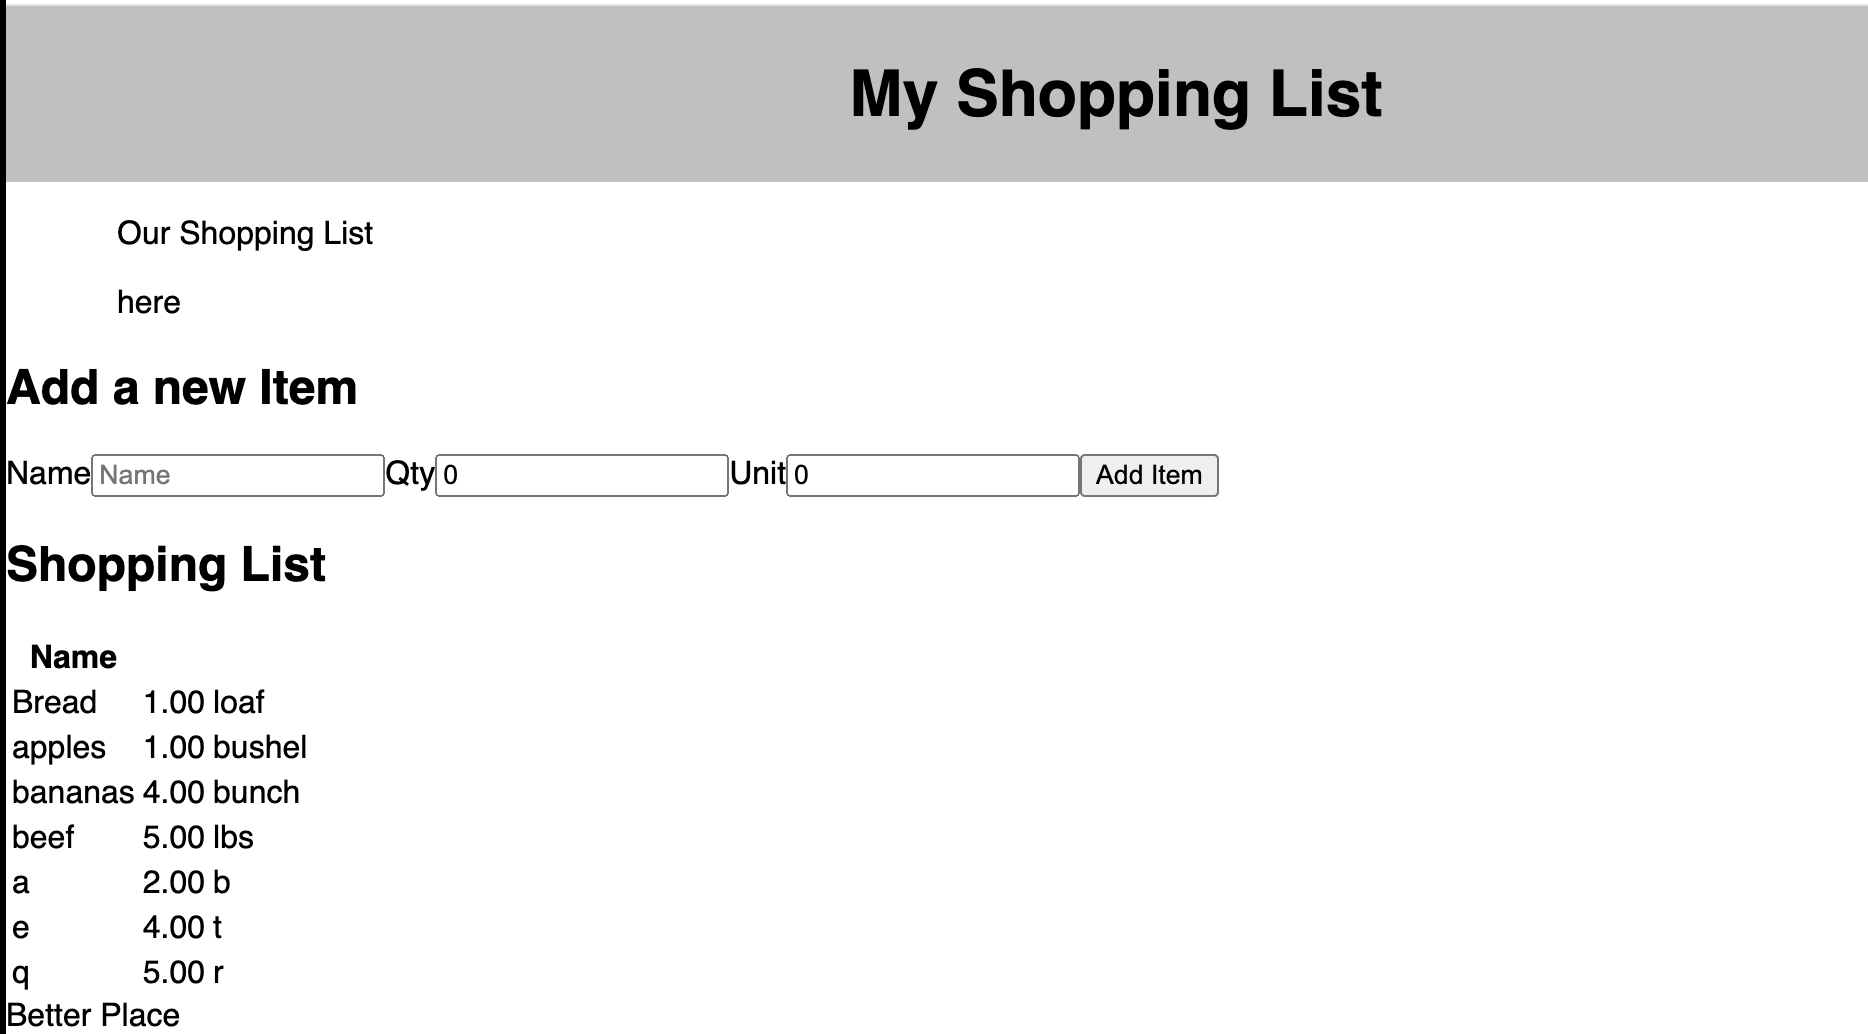 My Shopping List
Our Shopping List
here
Add a new Item
Name Name Qty 0 Unit 0 Add Item
Shopping List
Name
Bread 1.00 loaf
apples 1.00 bushel
bananas 4.00 bunch
beef 5.00 lbs
a 2.00 b
e 4.00 t
q 5.00 r
Better Place